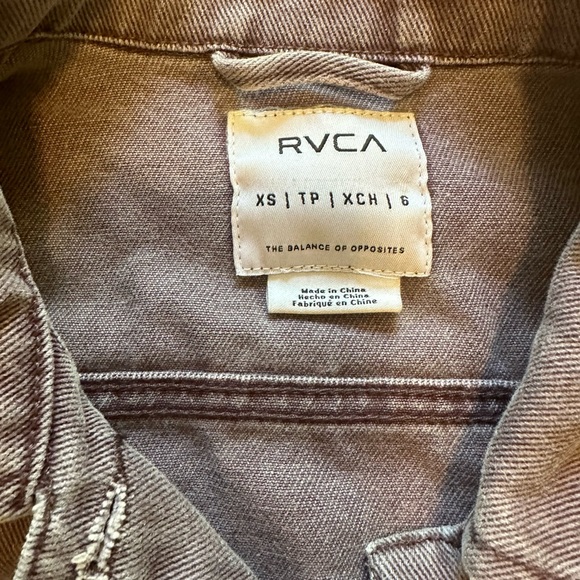 RVCA
XS | TP | XCH | 6
THE BALANCE OF OPPOSITES
Made in China
Hecho en China
Fabriqué en Chine